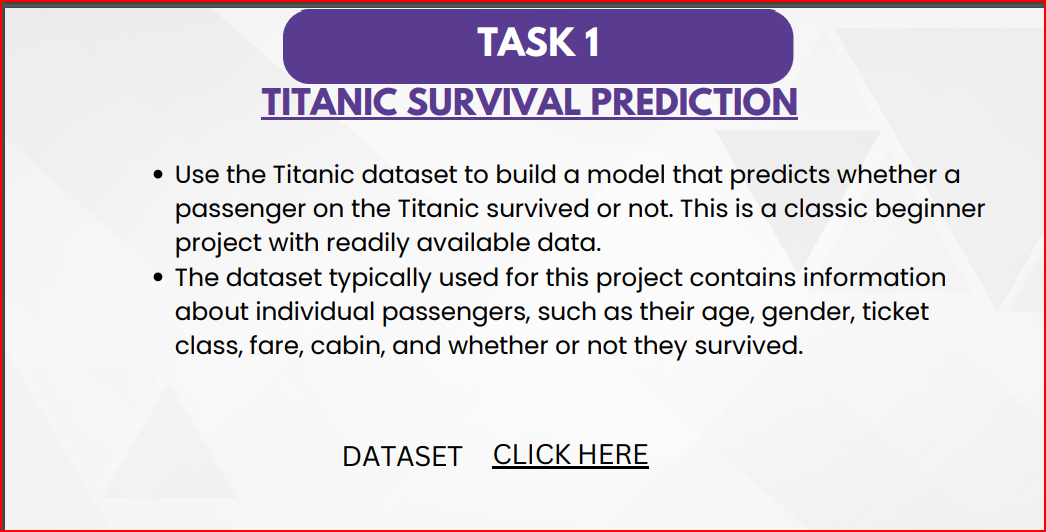 TASK 1
TITANIC SURVIVAL PREDICTION
• Use the Titanic dataset to build a model that predicts whether a
passenger on the Titanic survived or not. This is a classic beginner
project with readily available data.
• The dataset typically used for this project contains information
about individual passengers, such as their age, gender, ticket
class, fare, cabin, and whether or not they survived.
DATASET CLICK HERE